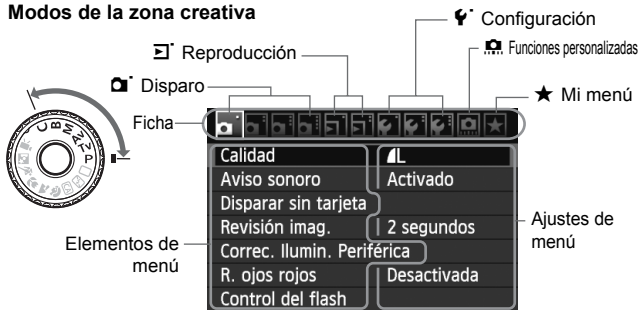 Modos de la zona creativa
Configuración
Reproducción
Funciones personalizadas
Disparo
Mi menú
Ficha
C
B
M
Av
Tv
P
Calidad L
Aviso sonoro Activado
Disparar sin tarjeta
Revisión imag. 2 segundos
Correc. Ilumin. Periférica
R. ojos rojos Desactivada
Control del flash
Elementos de
menú
Ajustes de
menú